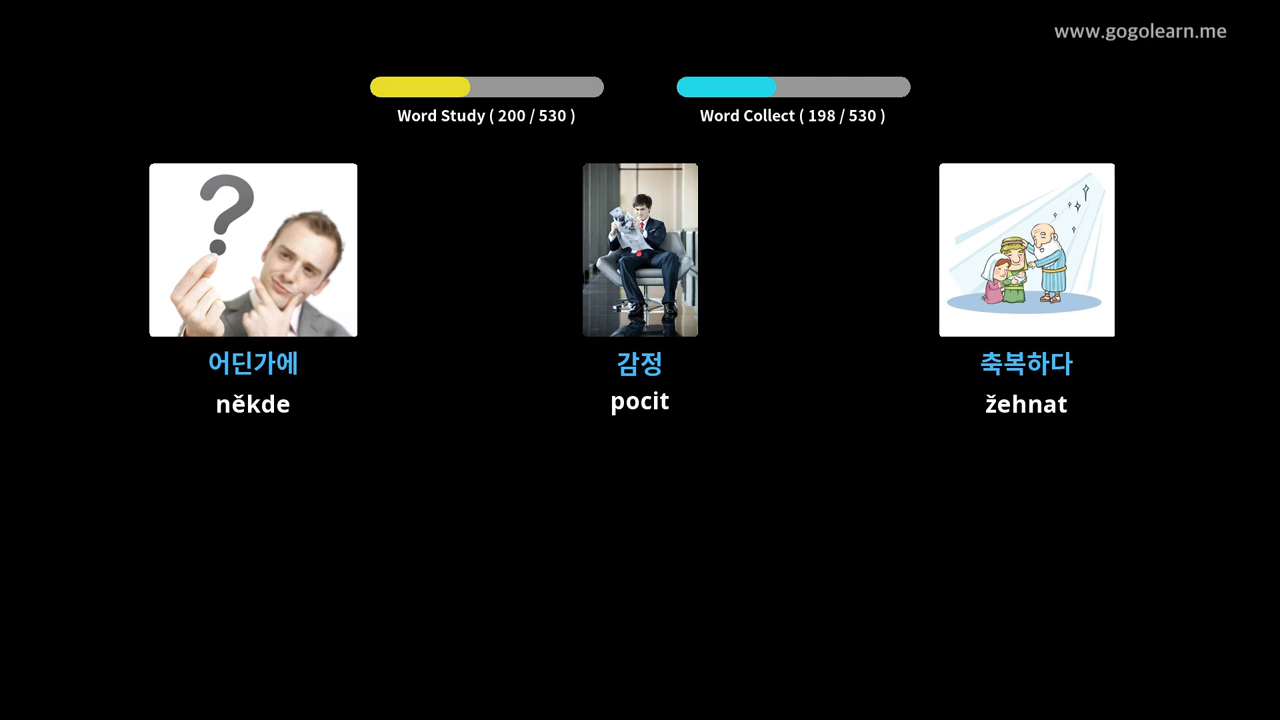 www.gogolearn.me
Word Study ( 200 / 530 )
Word Collect ( 198 / 530 )
어딘가에
někde
감정
pocit
축복하다
žehnat